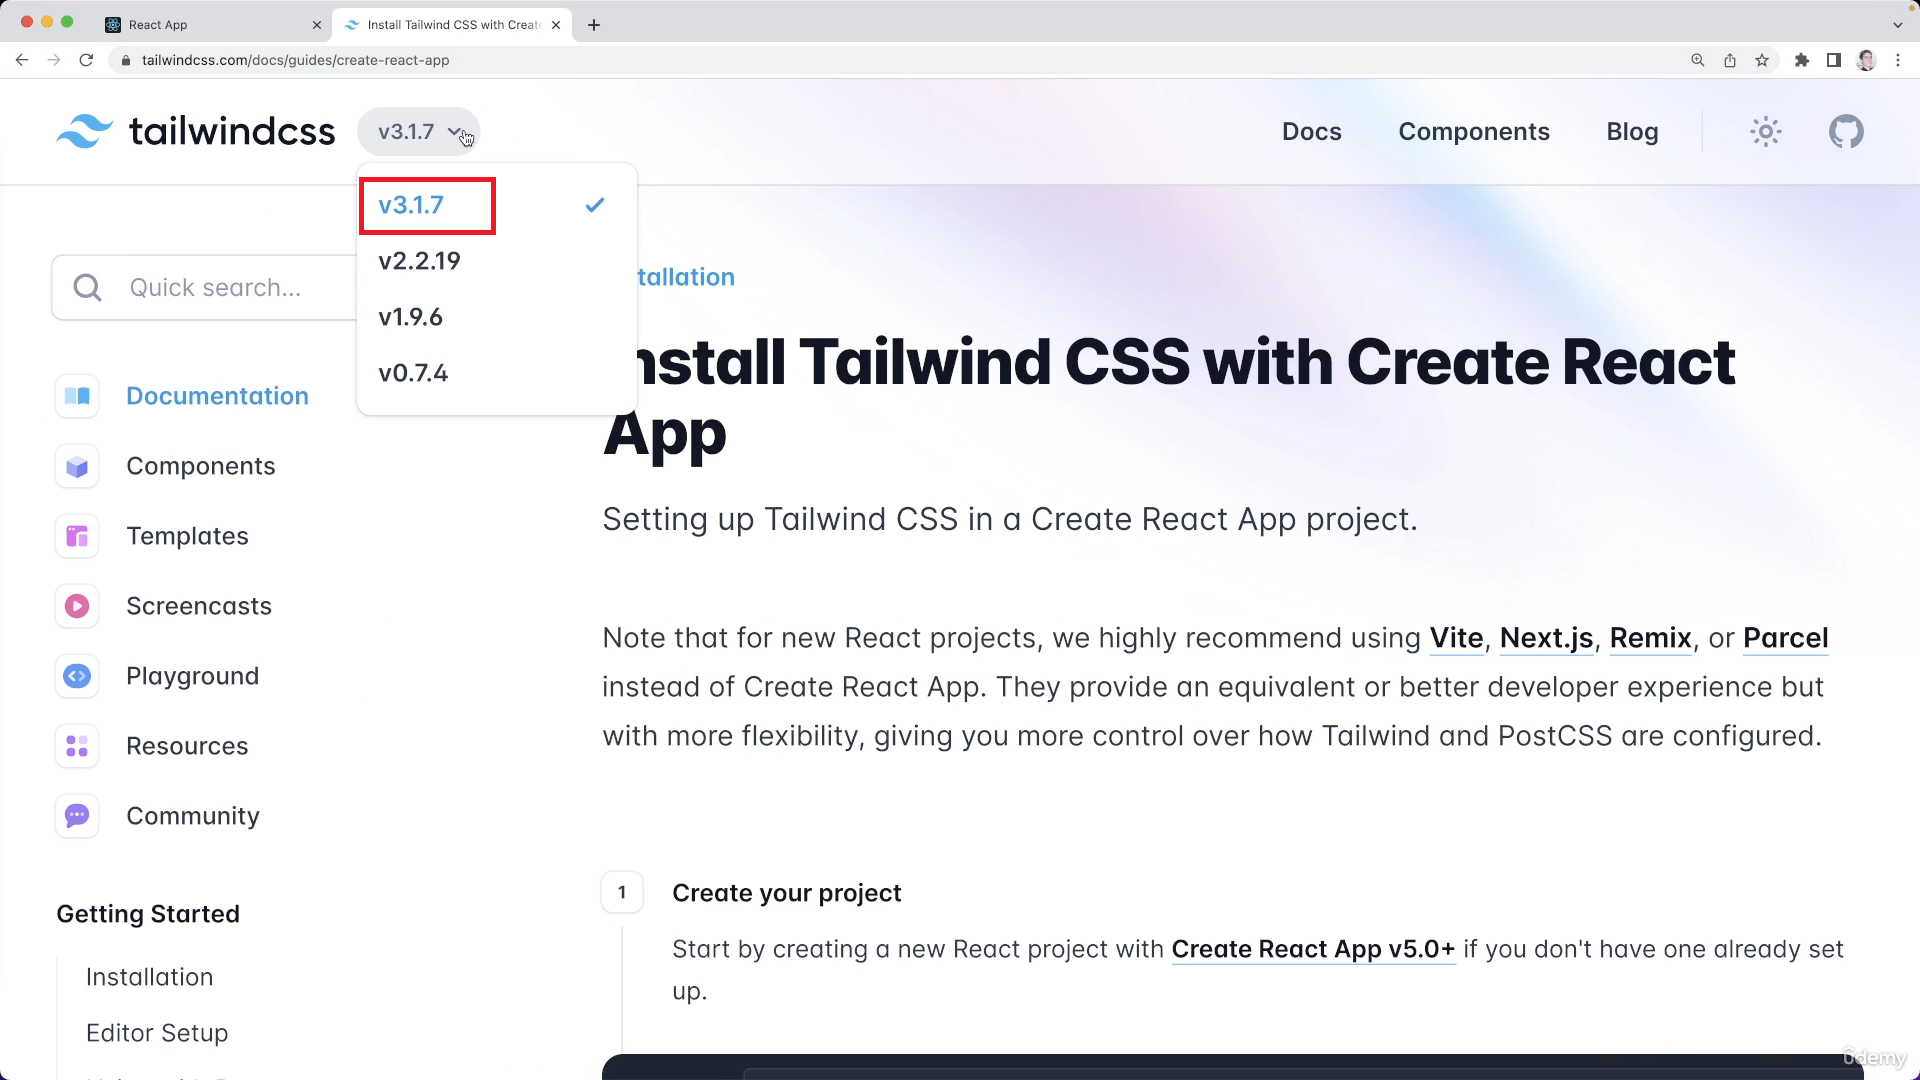 React App
Install Tailwind CSS with Create
tailwindcss.com/docs/guides/create-react-app
tailwindcss
v3.1.7
Docs
Components
Blog
v3.1.7
v2.2.19
v1.9.6
v0.7.4
Quick search...
tallation
nstall Tailwind CSS with Create React
App
Setting up Tailwind CSS in a Create React App project.
Documentation
Components
Templates
Screencasts
Playground
Resources
Community
Getting Started
Installation
Editor Setup
Note that for new React projects, we highly recommend using Vite, Next.js, Remix, or Parcel
instead of Create React App. They provide an equivalent or better developer experience but
with more flexibility, giving you more control over how Tailwind and PostCSS are configured.
1
Create your project
Start by creating a new React project with Create React App v5.0+ if you don't have one already set
up.
ûdemy